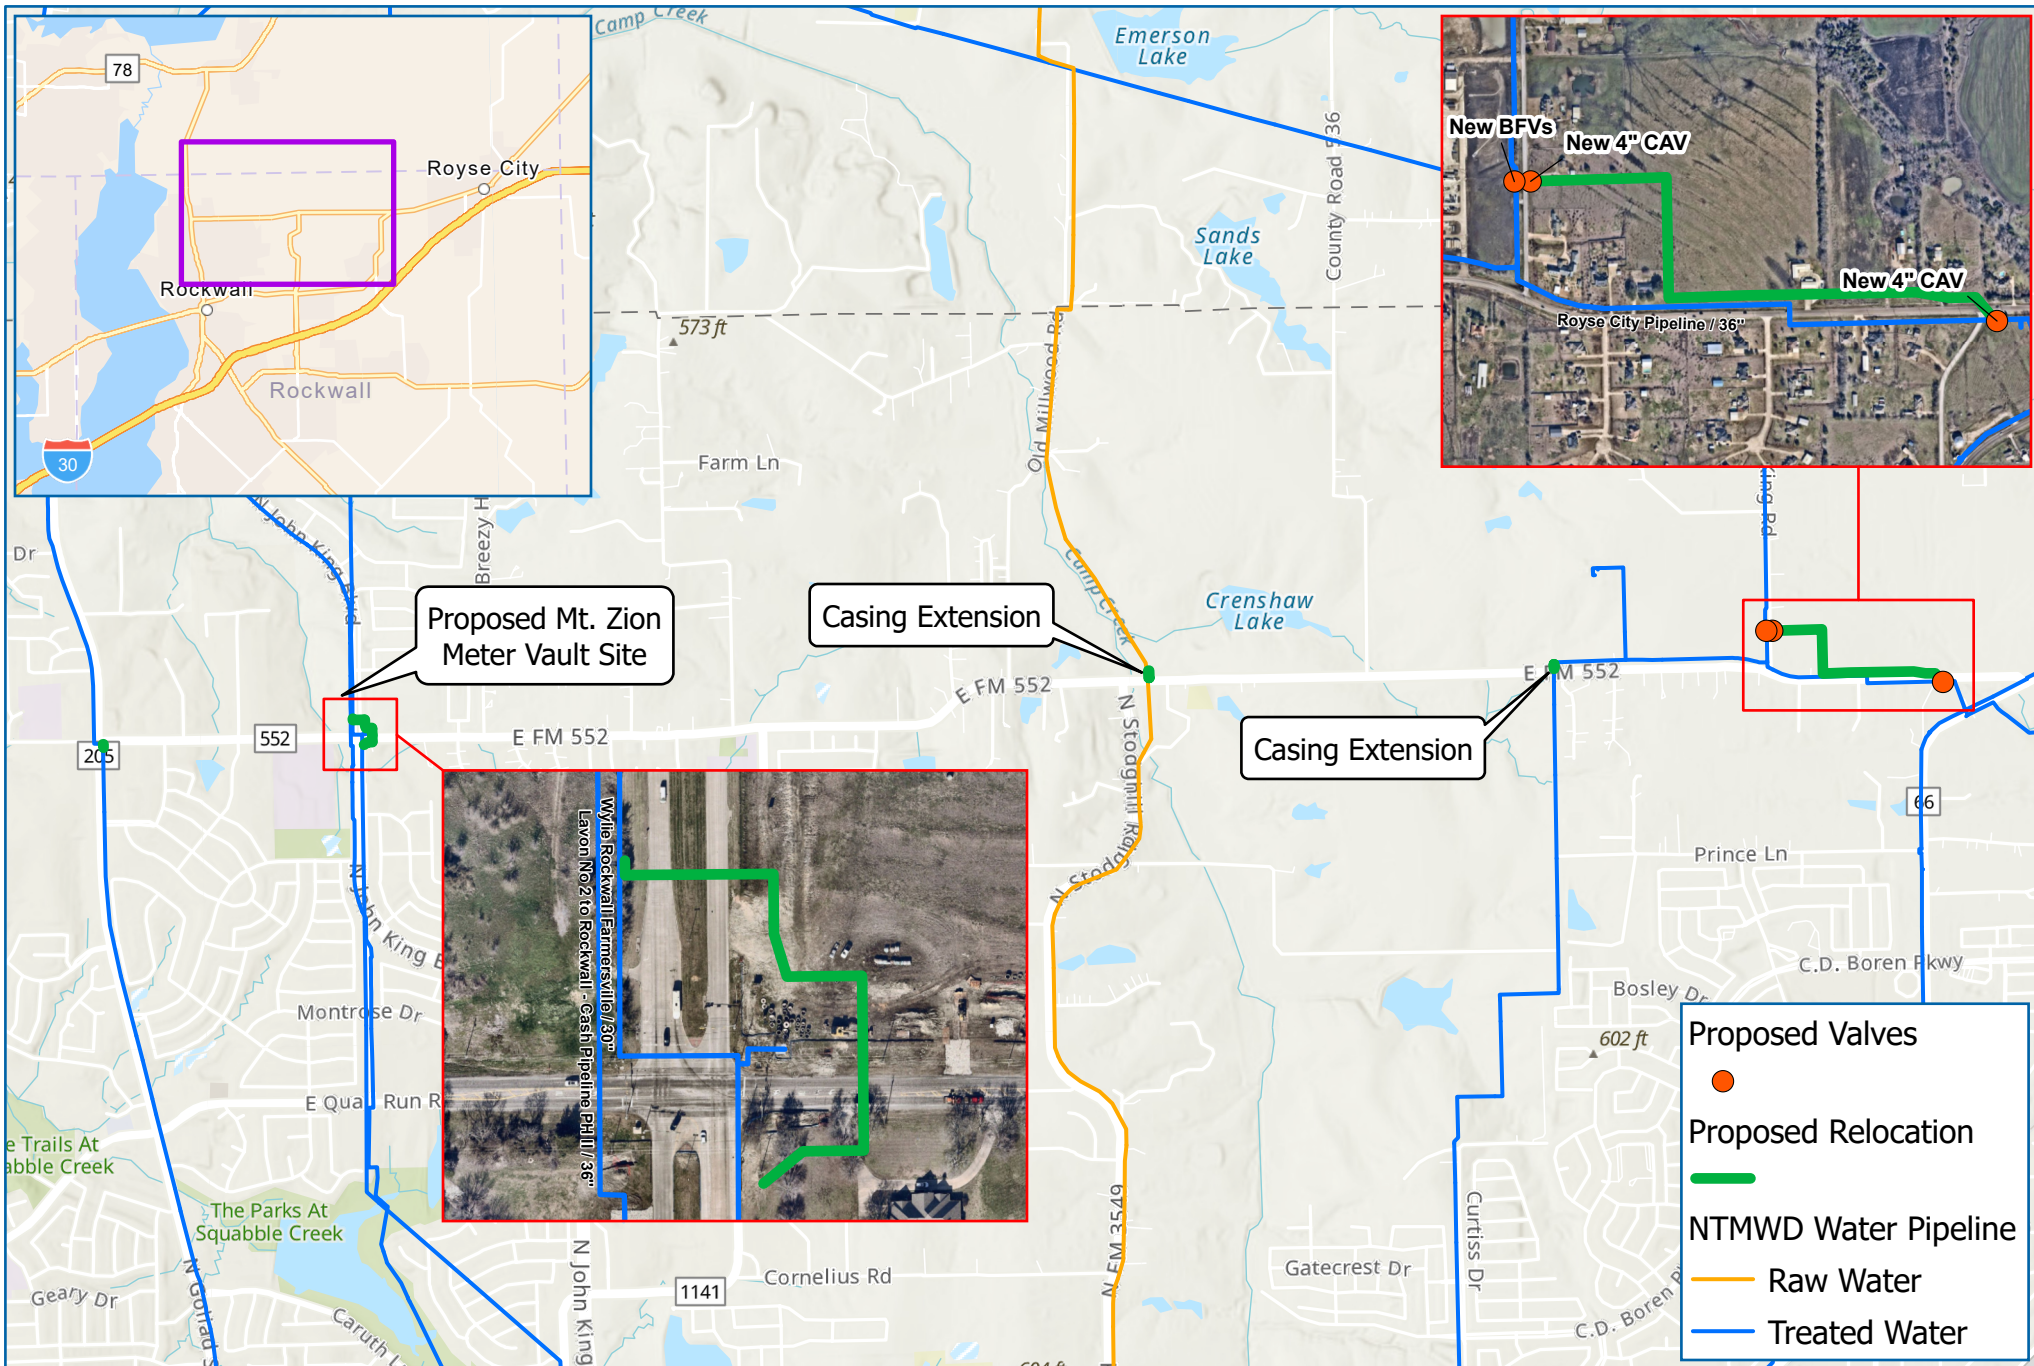 Camp Creek
Emerson
Lake
78
Royse City
Rockwall
Rockwall
30
County Road 536
Sands
Lake
New BFVs
New 4" CAV
New 4" CAV
Royse City Pipeline / 36"
573 ft
Old Millwood Rd
Farm Ln
N John King Blvd
Breezy H
Dr
King Rd
Camp Creek
Crenshaw
Lake
Proposed Mt. Zion
Meter Vault Site
Casing Extension
Casing Extension
E FM 552
E FM 552
E FM 552
552
205
66
N Stodghill Rd
N Stodgh
Prince Ln
Wylie Rockwall Farmersville / 30"
Lavon No 2 to Rockwall - Cash Pipeline PH II / 36"
N John King B
Montrose Dr
C.D. Boren Pkwy
Bosley Dr
602 ft
E Quail Run R
e Trails At
abble Creek
The Parks At
Squabble Creek
N Goliad S
Geary Dr
Caruth L
N John King
1141
Cornelius Rd
N FM 3549
Gatecrest Dr
Curtiss Dr
C.D. Boren P
Proposed Valves
Proposed Relocation
NTMWD Water Pipeline
Raw Water
Treated Water